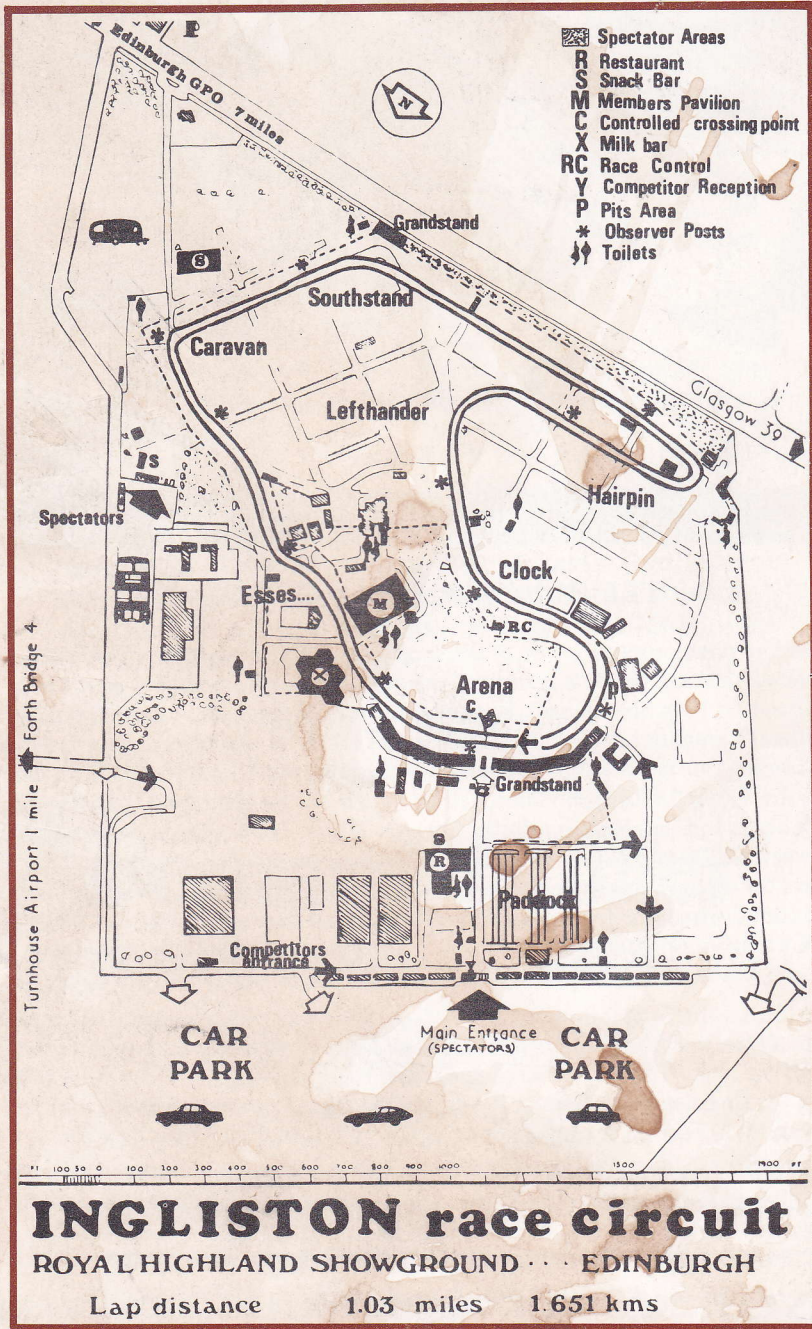 Edinburgh GPO 7 miles
P
N
Spectator Areas
R Restaurant
S Snack Bar
M Members Pavilion
C Controlled crossing point
X Milk bar
RC Race Control
Y Competitor Reception
P Pits Area
* Observer Posts
Toilets
Grandstand
S
Southstand
Caravan
Lefthander
Glasgow 39
S
Spectators
Hairpin
Clock
Esses....
M
RC
X
Arena
C
P
Grandstand
Turnhouse Airport 1 mile Forth Bridge 4
S
R
Paddock
Competitors
entrance
Main Entrance
(SPECTATORS)
CAR
PARK
CAR
PARK
FT 100 50 0 100 200 300 400 500 600 700 800 900 1000 1500 1900 FT
INGLISTON race circuit
ROYAL HIGHLAND SHOWGROUND · · · EDINBURGH
Lap distance 1.03 miles 1.651 kms